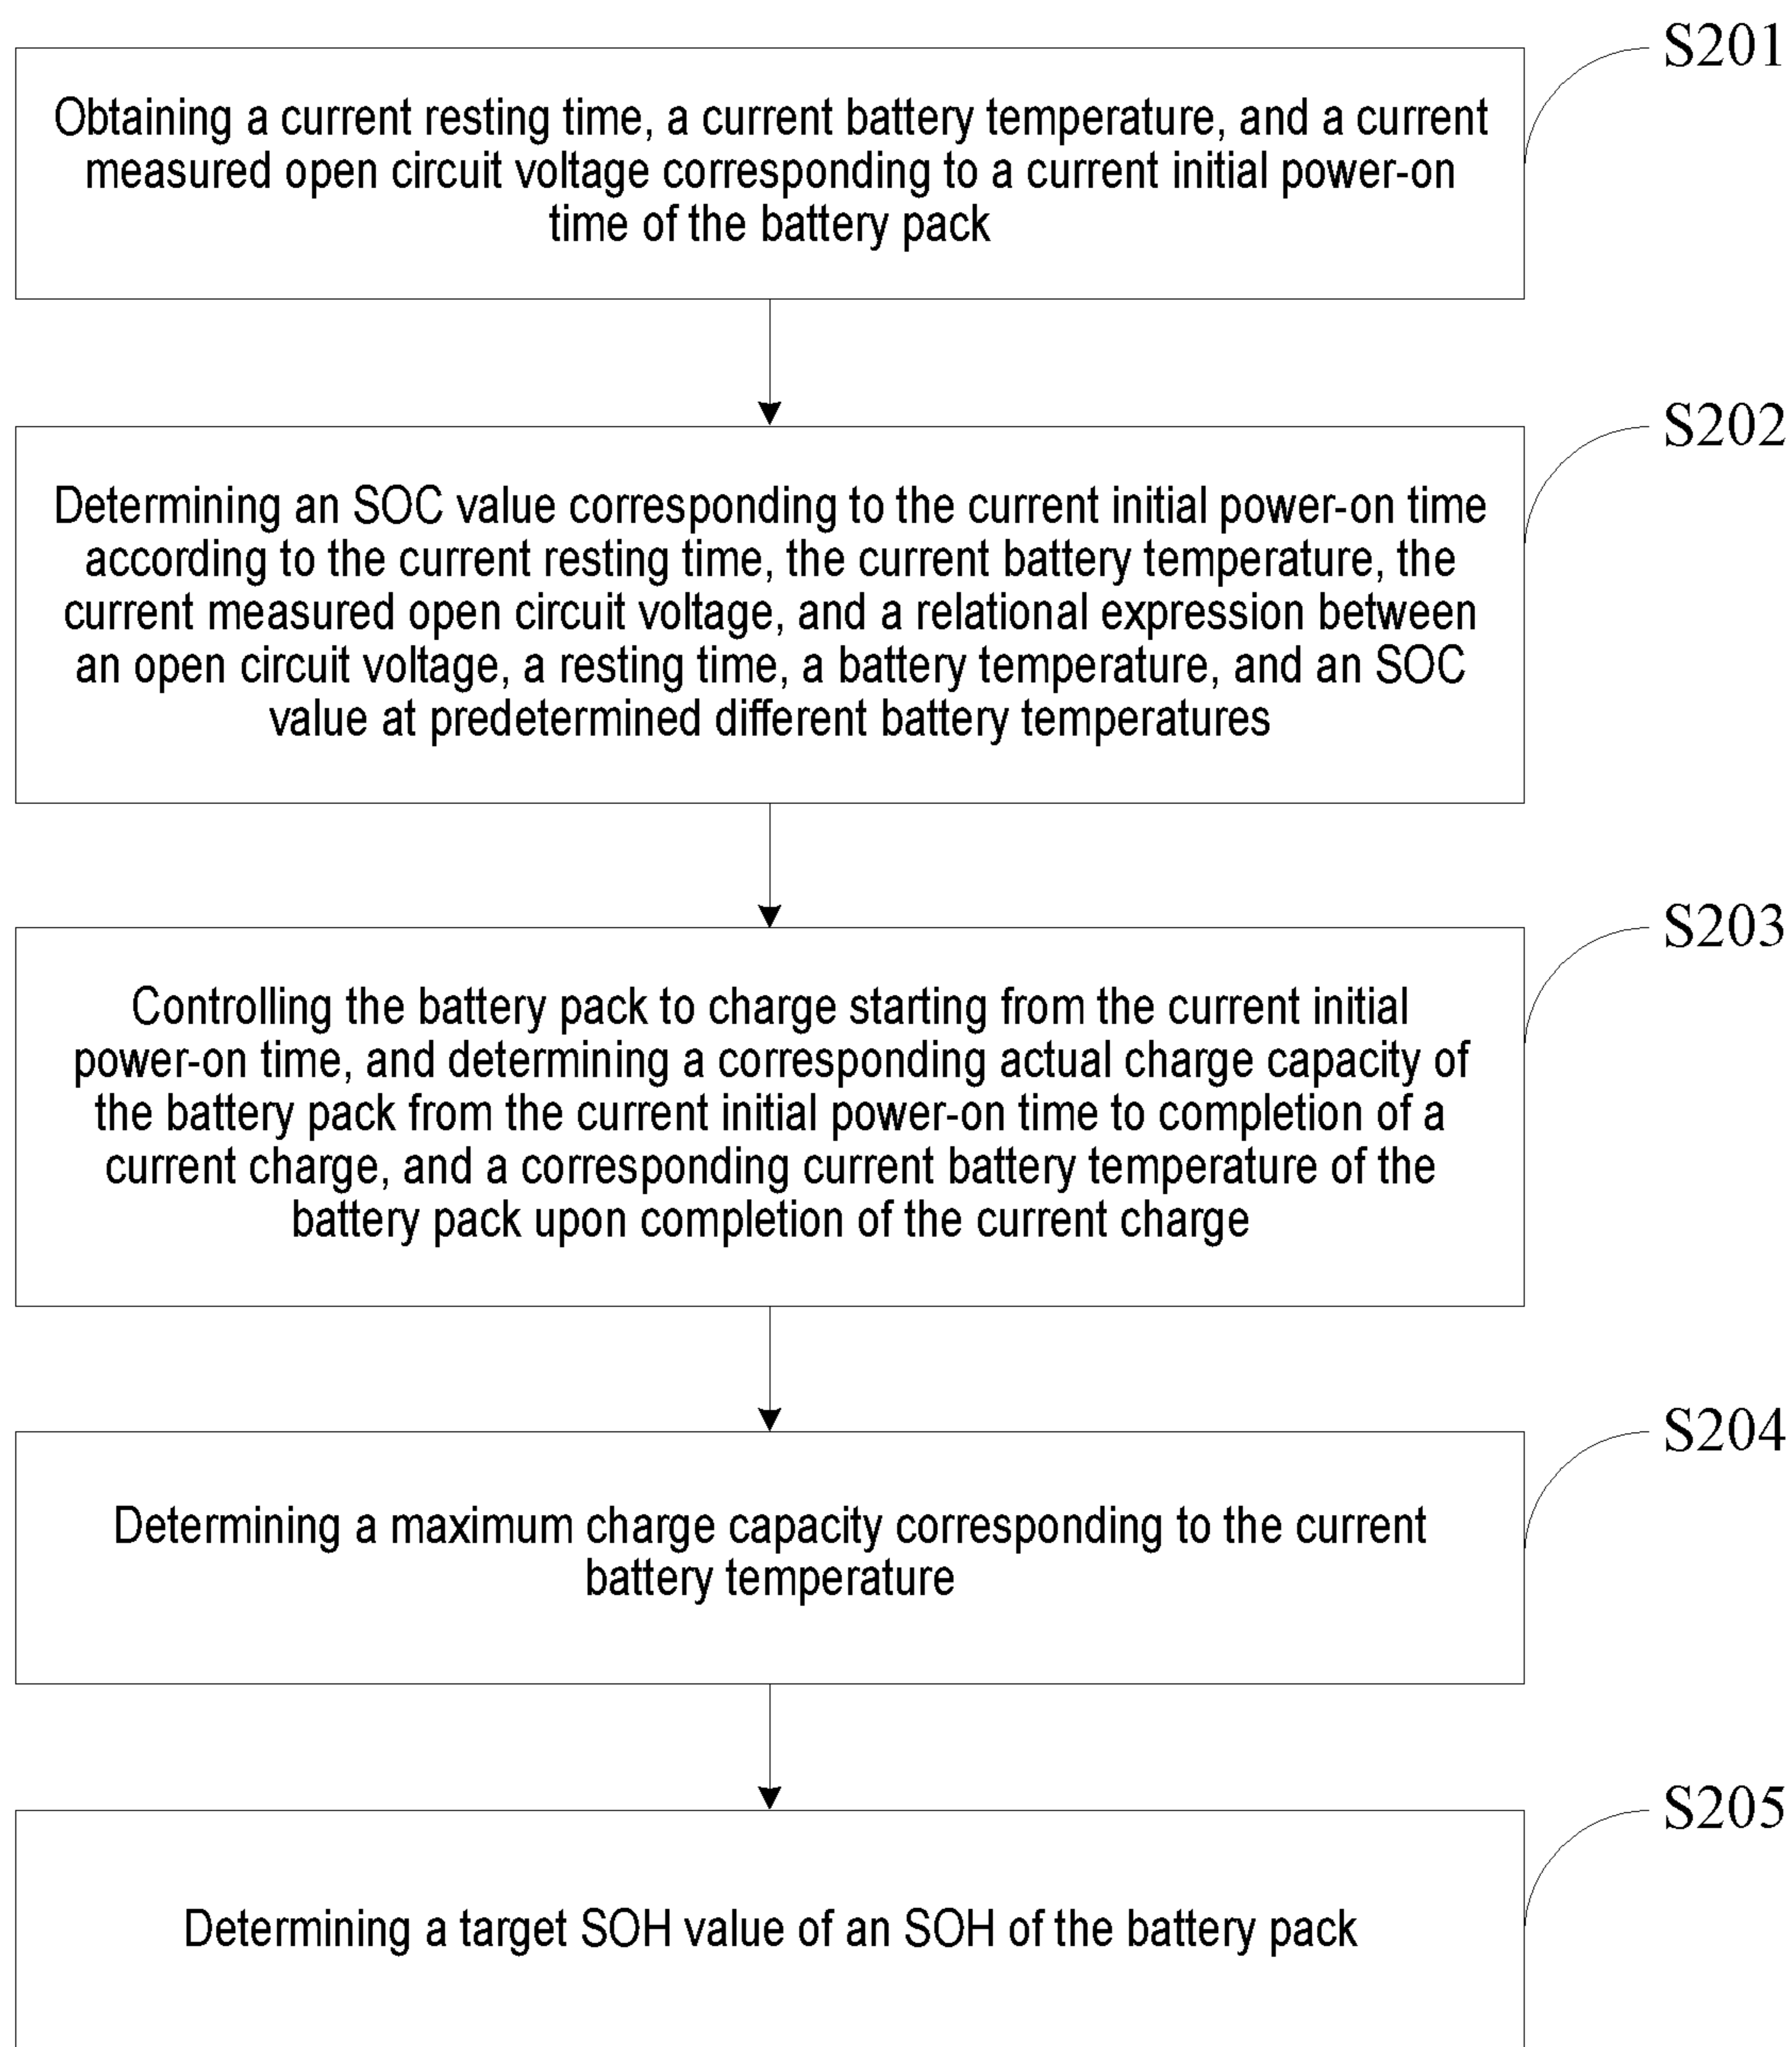 S201
Obtaining a current resting time, a current battery temperature, and a current
measured open circuit voltage corresponding to a current initial power-on
time of the battery pack
S202
Determining an SOC value corresponding to the current initial power-on time
according to the current resting time, the current battery temperature, the
current measured open circuit voltage, and a relational expression between
an open circuit voltage, a resting time, a battery temperature, and an SOC
value at predetermined different battery temperatures
S203
Controlling the battery pack to charge starting from the current initial
power-on time, and determining a corresponding actual charge capacity of
the battery pack from the current initial power-on time to completion of a
current charge, and a corresponding current battery temperature of the
battery pack upon completion of the current charge
S204
Determining a maximum charge capacity corresponding to the current
battery temperature
S205
Determining a target SOH value of an SOH of the battery pack